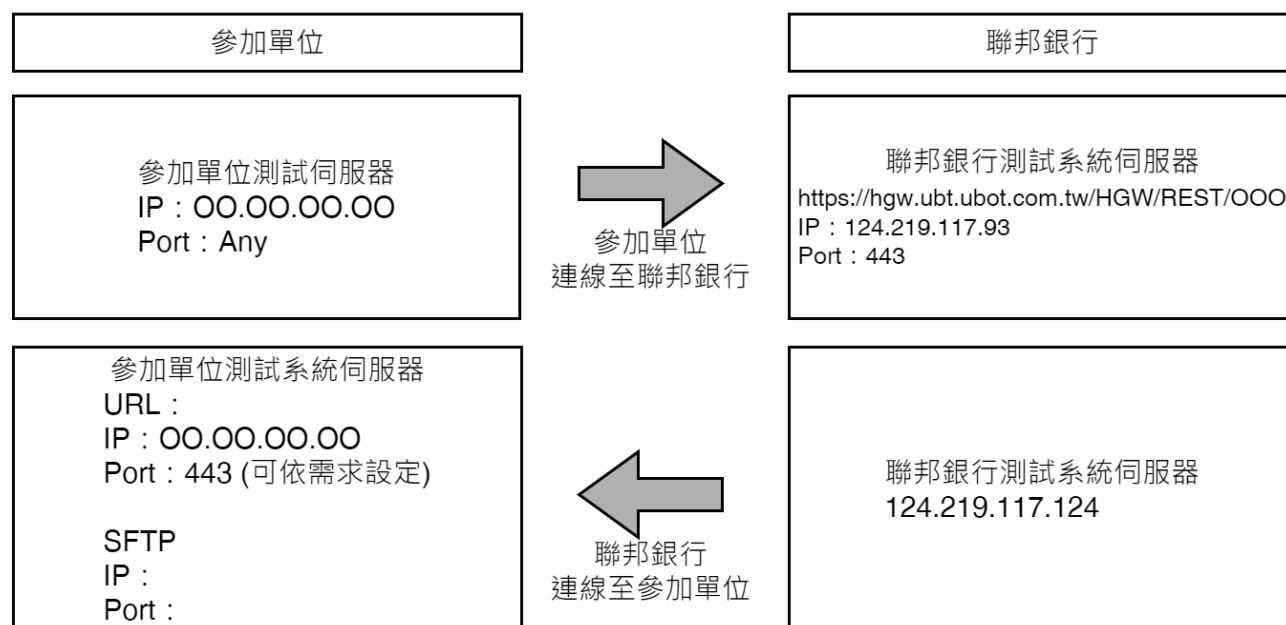 參加單位
聯邦銀行
參加單位測試伺服器
IP：OO.OO.OO.OO
Port：Any
參加單位
連線至聯邦銀行
聯邦銀行測試系統伺服器
https://hgw.ubt.ubot.com.tw/HGW/REST/OOO
IP：124.219.117.93
Port：443
參加單位測試系統伺服器
URL：
IP：OO.OO.OO.OO
Port：443 (可依需求設定)
SFTP
IP：
Port：
聯邦銀行
連線至參加單位
聯邦銀行測試系統伺服器
124.219.117.124